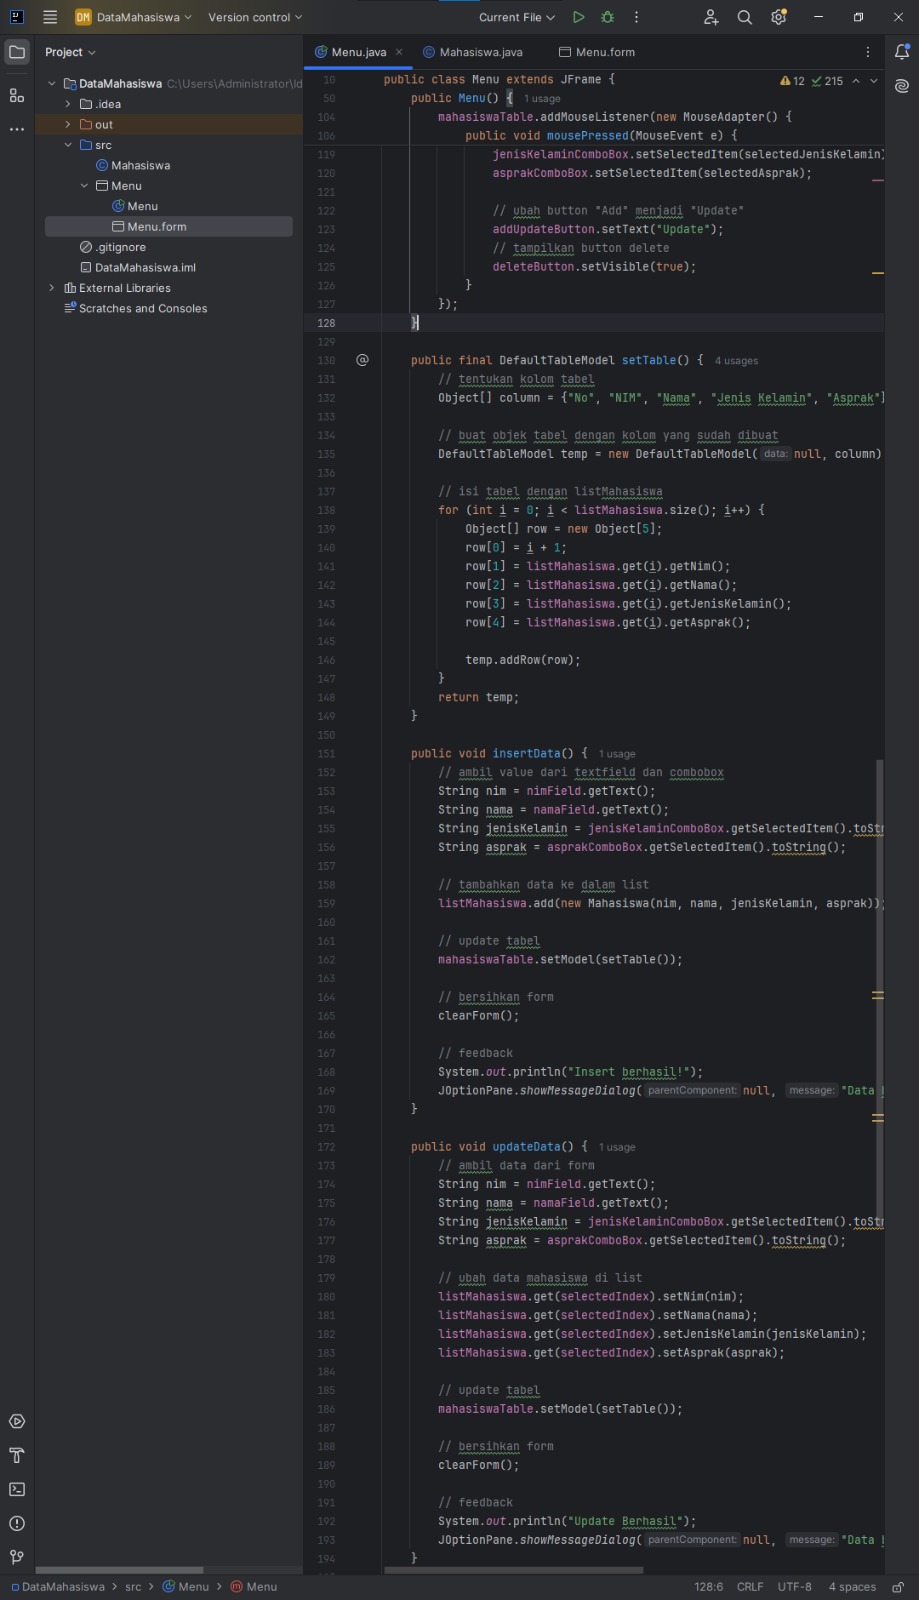 DM DataMahasiswa Version control Current File
Project
Menu.java Mahasiswa.java Menu.form
DataMahasiswa C:\Users\Administrator\Id
.idea
out
src
Mahasiswa
Menu
Menu
Menu.form
.gitignore
DataMahasiswa.iml
External Libraries
Scratches and Consoles
12 215
10 public class Menu extends JFrame {
50 public Menu() { 1 usage
104 mahasiswaTable.addMouseListener(new MouseAdapter() {
106 public void mousePressed(MouseEvent e) {
119 jenisKelaminComboBox.setSelectedItem(selectedJenisKelamin)
120 asprakComboBox.setSelectedItem(selectedAsprak);
121
122 // ubah button "Add" menjadi "Update"
123 addUpdateButton.setText("Update");
124 // tampilkan button delete
125 deleteButton.setVisible(true);
126 }
127 });
128 }
129
130 public final DefaultTableModel setTable() { 4 usages
131 // tentukan kolom tabel
132 Object[] column = {"No", "NIM", "Nama", "Jenis Kelamin", "Asprak"}
133
134 // buat objek tabel dengan kolom yang sudah dibuat
135 DefaultTableModel temp = new DefaultTableModel( data: null, column)
136
137 // isi tabel dengan listMahasiswa
138 for (int i = 0; i < listMahasiswa.size(); i++) {
139 Object[] row = new Object[5];
140 row[0] = i + 1;
141 row[1] = listMahasiswa.get(i).getNim();
142 row[2] = listMahasiswa.get(i).getNama();
143 row[3] = listMahasiswa.get(i).getJenisKelamin();
144 row[4] = listMahasiswa.get(i).getAsprak();
145
146 temp.addRow(row);
147 }
148 return temp;
149 }
150
151 public void insertData() { 1 usage
152 // ambil value dari textfield dan combobox
153 String nim = nimField.getText();
154 String nama = namaField.getText();
155 String jenisKelamin = jenisKelaminComboBox.getSelectedItem().toStr
156 String asprak = asprakComboBox.getSelectedItem().toString();
157
158 // tambahkan data ke dalam list
159 listMahasiswa.add(new Mahasiswa(nim, nama, jenisKelamin, asprak));
160
161 // update tabel
162 mahasiswaTable.setModel(setTable());
163
164 // bersihkan form
165 clearForm();
166
167 // feedback
168 System.out.println("Insert berhasil!");
169 JOptionPane.showMessageDialog( parentComponent: null, message: "Data
170 }
171
172 public void updateData() { 1 usage
173 // ambil data dari form
174 String nim = nimField.getText();
175 String nama = namaField.getText();
176 String jenisKelamin = jenisKelaminComboBox.getSelectedItem().toStr
177 String asprak = asprakComboBox.getSelectedItem().toString();
178
179 // ubah data mahasiswa di list
180 listMahasiswa.get(selectedIndex).setNim(nim);
181 listMahasiswa.get(selectedIndex).setNama(nama);
182 listMahasiswa.get(selectedIndex).setJenisKelamin(jenisKelamin);
183 listMahasiswa.get(selectedIndex).setAsprak(asprak);
184
185 // update tabel
186 mahasiswaTable.setModel(setTable());
187
188 // bersihkan form
189 clearForm();
190
191 // feedback
192 System.out.println("Update Berhasil");
193 JOptionPane.showMessageDialog( parentComponent: null, message: "Data
194 }
DataMahasiswa > src > Menu > Menu 128:6 CRLF UTF-8 4 spaces